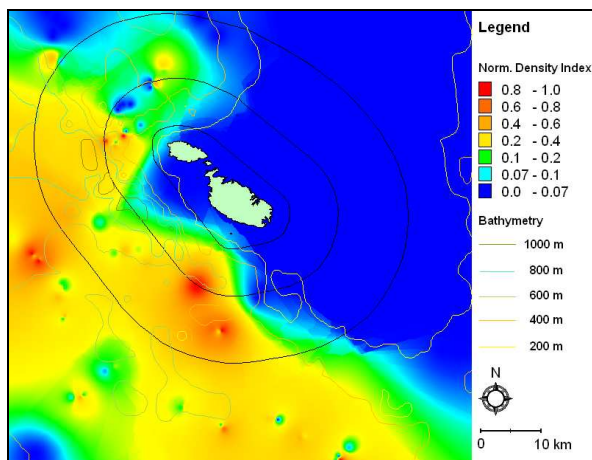 Legend
Norm. Density Index
0.8 - 1.0
0.6 - 0.8
0.4 - 0.6
0.2 - 0.4
0.1 - 0.2
0.07 - 0.1
0.0 - 0.07
Bathymetry
1000 m
800 m
600 m
400 m
200 m
N
0 10 km